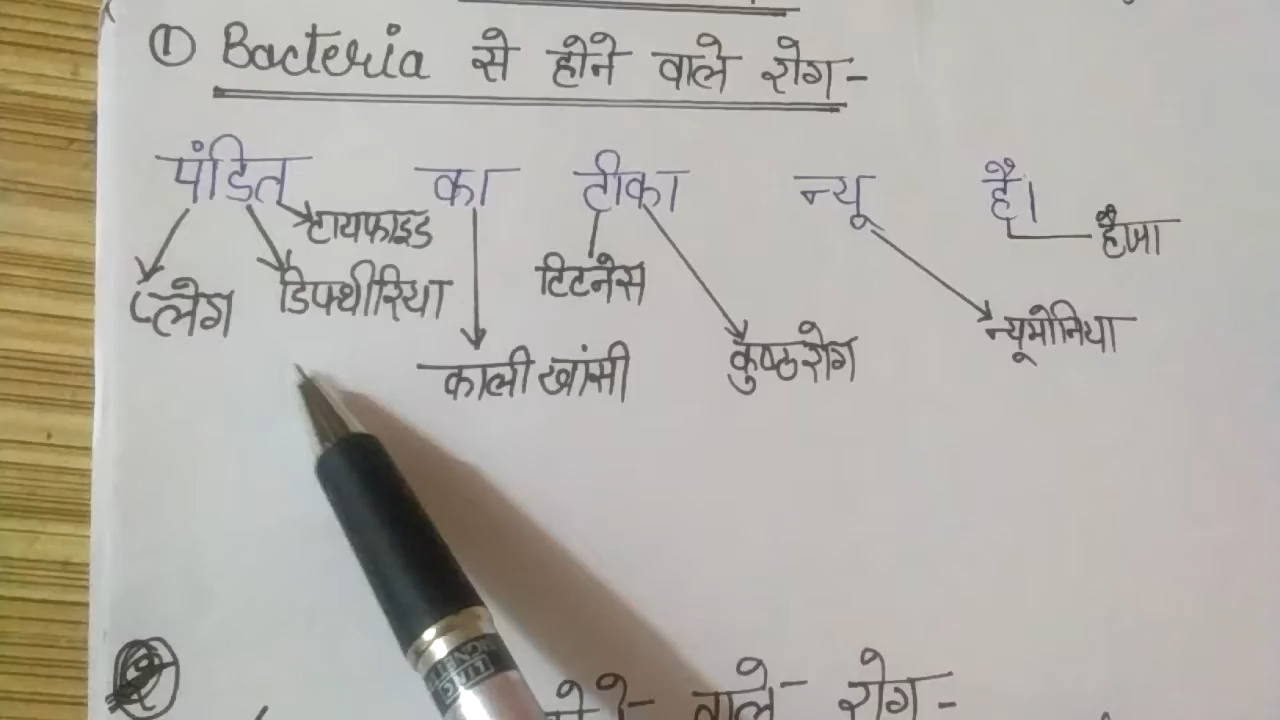 ① Bacteria से होने वाले रोग-
पंडित का टीका न्यू है।
टायफाइड
हैजा
प्लेग डिफ्थीरिया टिटनेस
काली खांसी कुष्ठरोग न्यूमोनिया
वाले रोग-